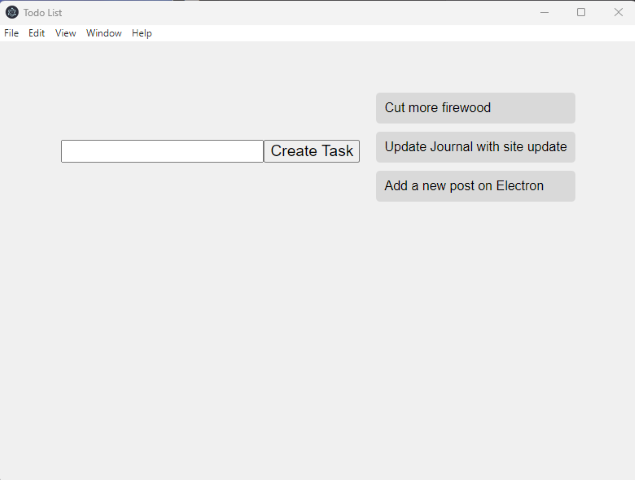 Todo List
File Edit View Window Help
Cut more firewood
Create Task
Update Journal with site update
Add a new post on Electron